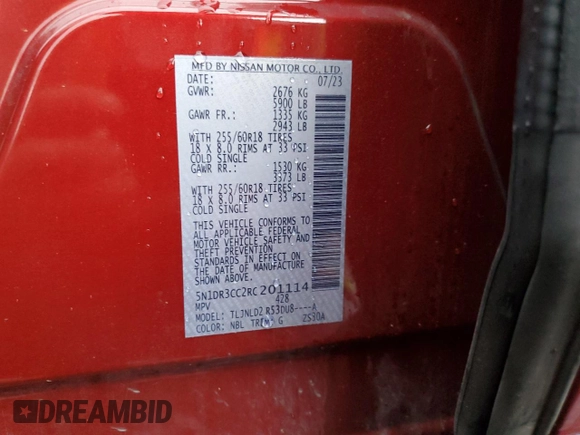 MFD BY NISSAN MOTOR CO., LTD.
DATE: 07/23
GVWR: 2676 KG
5900 LB
GAWR FR.: 1335 KG
2943 LB
WITH 255/60R18 TIRES
18 X 8.0 RIMS AT 33 PSI
COLD SINGLE
GAWR RR.: 1530 KG
3373 LB
WITH 255/60R18 TIRES
18 X 8.0 RIMS AT 33 PSI
COLD SINGLE
THIS VEHICLE CONFORMS TO
ALL APPLICABLE FEDERAL
MOTOR VEHICLE SAFETY AND
THEFT PREVENTION
STANDARDS IN EFFECT ON
THE DATE OF MANUFACTURE
SHOWN ABOVE.
5N1DR3CC2RC201114
MPV 428
MODEL: TLJNLDZ R53DU8----A
COLOR: NBL TRIM: G ZS3DA
DREAMBID